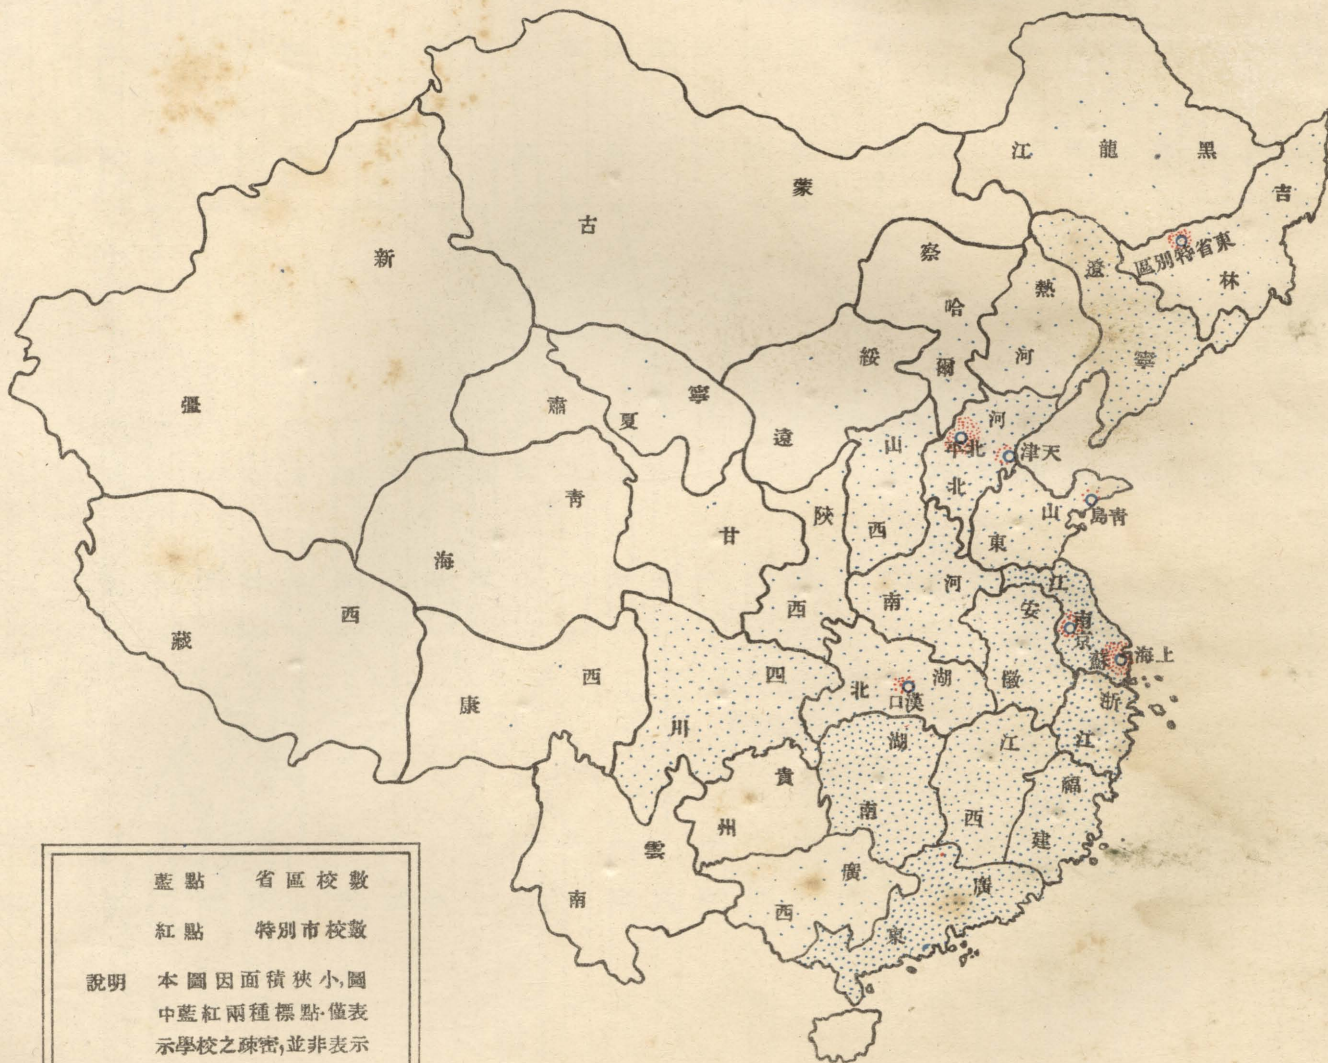 黑龍江
吉林
東省特別區
遼寧
蒙古
新疆
察哈爾
熱河
綏遠
寧夏
甘肅
青海
西藏
西康
陝西
山西
河北
北平
天津
山東
青島
河南
江蘇
南京
上海
安徽
湖北
漢口
四川
浙江
江西
湖南
福建
貴州
雲南
廣西
廣東
藍點 省區校數
紅點 特別市校數
說明 本圖因面積狹小,圖
中藍紅兩種標點·僅表
示學校之疎密,並非表示